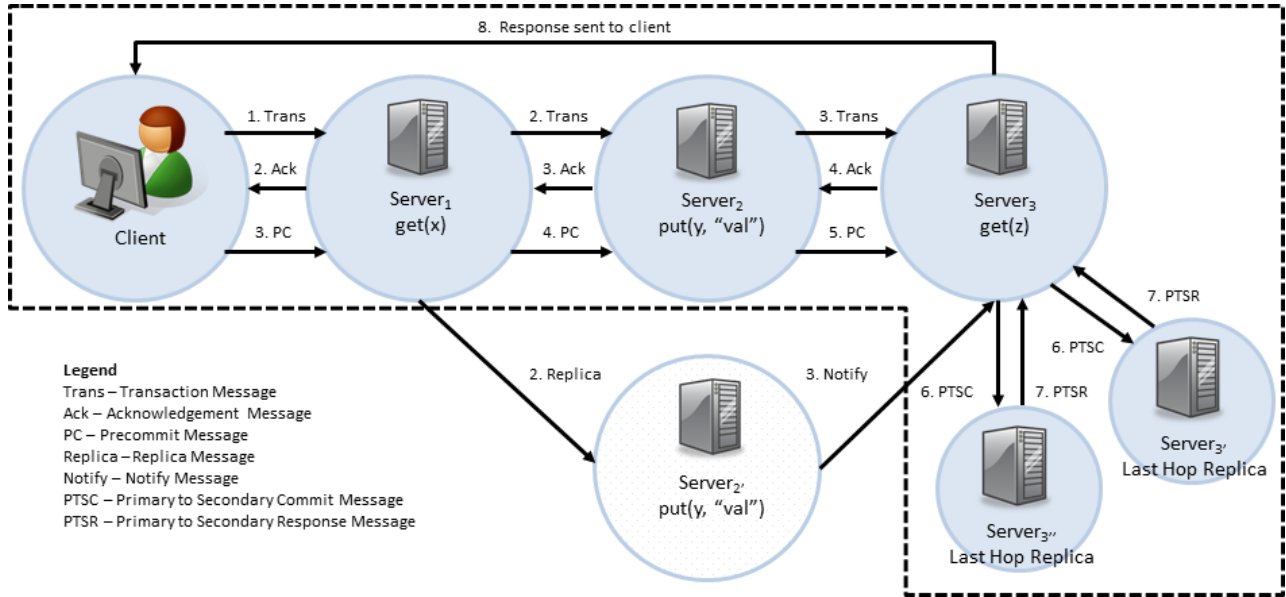 8. Response sent to client
1. Trans
2. Trans
3. Trans
2. Ack
3. Ack
4. Ack
Client
Server1
get(x)
Server2
put(y, “val”)
Server3
get(z)
3. PC
4. PC
5. PC
7. PTSR
6. PTSC
2. Replica
3. Notify
6. PTSC
7. PTSR
Server3′
Last Hop Replica
Server2′
put(y, “val”)
Server3′′
Last Hop Replica
Legend
Trans – Transaction Message
Ack – Acknowledgement Message
PC – Precommit Message
Replica – Replica Message
Notify – Notify Message
PTSC – Primary to Secondary Commit Message
PTSR – Primary to Secondary Response Message